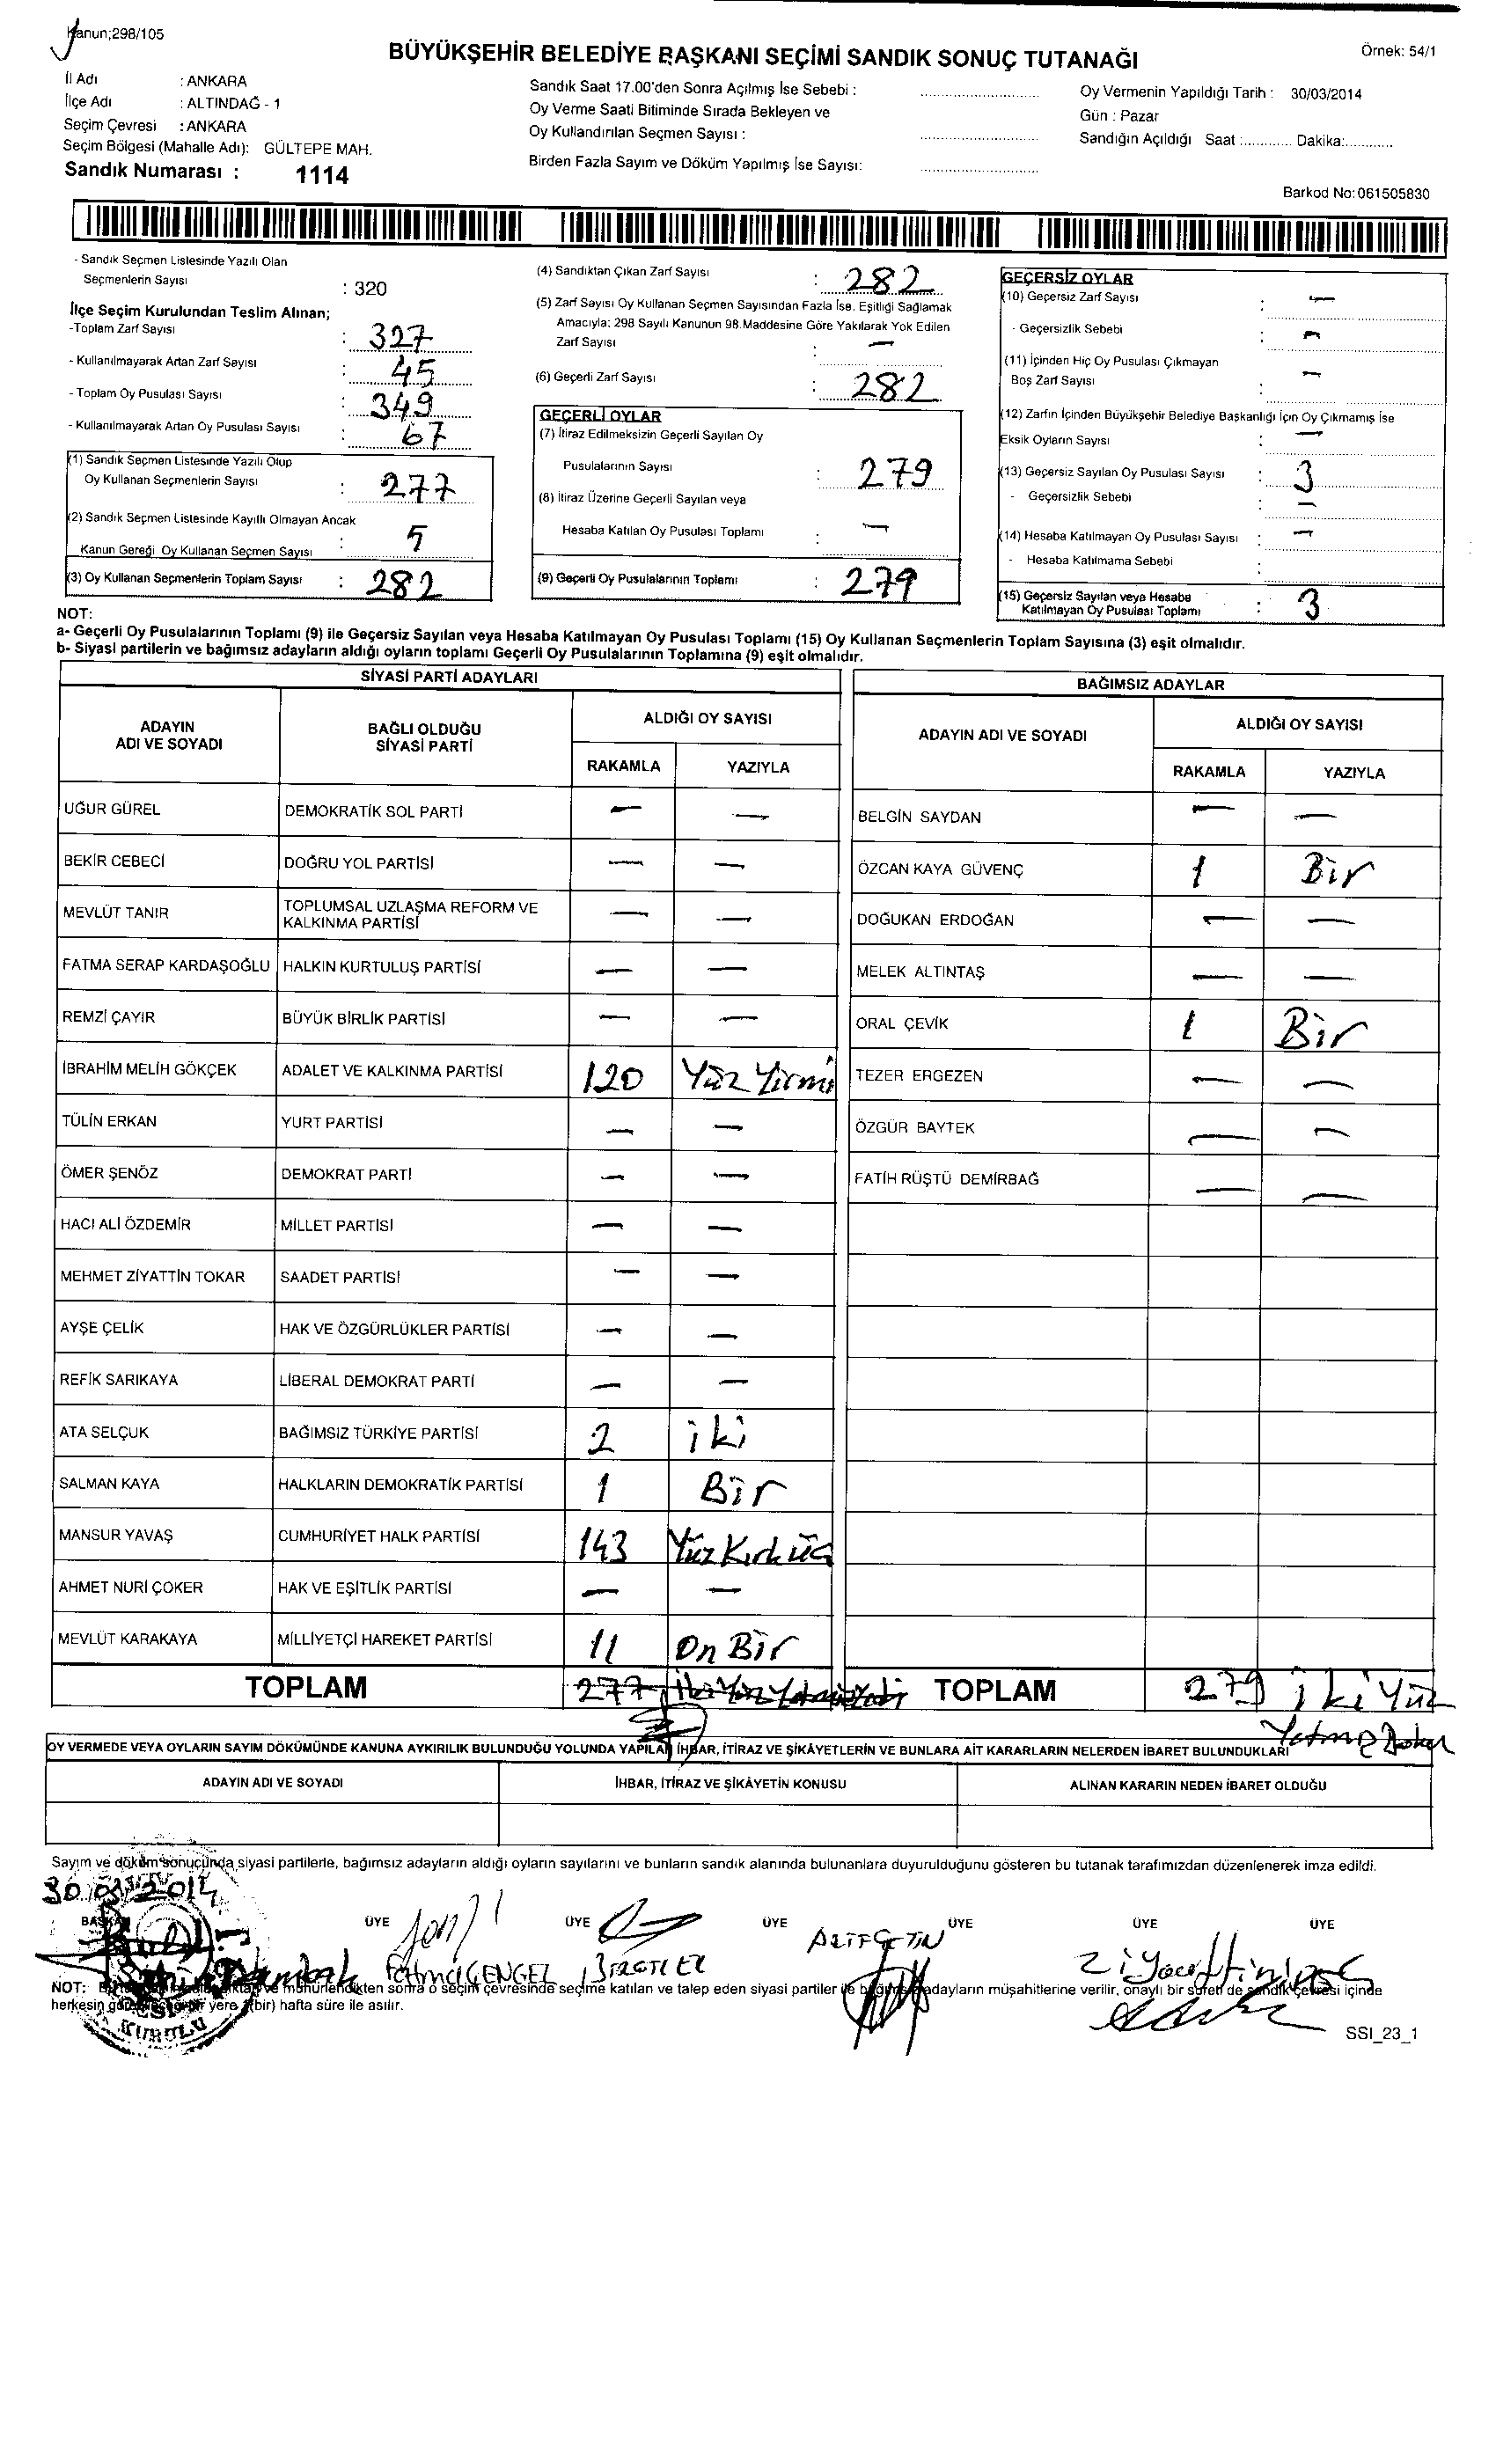 Kanun;298/105
BÜYÜKŞEHİR BELEDİYE BAŞKANI SEÇİMİ SANDIK SONUÇ TUTANAĞI
Örnek: 54/1
İl Adı : ANKARA
İlçe Adı : ALTINDAĞ - 1
Seçim Çevresi : ANKARA
Seçim Bölgesi (Mahalle Adı): GÜLTEPE MAH.
Sandık Numarası : 1114
Sandık Saat 17.00'den Sonra Açılmış İse Sebebi :
Oy Verme Saati Bitiminde Sırada Bekleyen ve
Oy Kullandırılan Seçmen Sayısı :
Birden Fazla Sayım ve Döküm Yapılmış İse Sayısı:
Oy Vermenin Yapıldığı Tarih : 30/03/2014
Gün : Pazar
Sandığın Açıldığı Saat :............. Dakika:............
Barkod No:061505830
- Sandık Seçmen Listesinde Yazılı Olan
Seçmenlerin Sayısı : 320
İlçe Seçim Kurulundan Teslim Alınan;
-Toplam Zarf Sayısı : 327
- Kullanılmayarak Artan Zarf Sayısı : 45
- Toplam Oy Pusulası Sayısı : 349
- Kullanılmayarak Artan Oy Pusulası Sayısı : 67
(1) Sandık Seçmen Listesinde Yazılı Olup
Oy Kullanan Seçmenlerin Sayısı : 277
(2) Sandık Seçmen Listesinde Kayıllı Olmayan Ancak
Kanun Gereği Oy Kullanan Seçmen Sayısı : 5
(3) Oy Kullanan Seçmenlerin Toplam Sayısı : 282
(4) Sandıktan Çıkan Zarf Sayısı : 282
(5) Zarf Sayısı Oy Kullanan Seçmen Sayısından Fazla İse. Eşitliği Sağlamak
Amacıyla: 298 Sayılı Kanunun 98.Maddesine Göre Yakılarak Yok Edilen
Zarf Sayısı : —
(6) Geçerli Zarf Sayısı : 282
GEÇERLİ OYLAR
(7) İtiraz Edilmeksizin Geçerli Sayılan Oy
Pusulalarının Sayısı : 279
(8) İtiraz Üzerine Geçerli Sayılan veya
Hesaba Katılan Oy Pusulası Toplamı : —
(9) Geçerli Oy Pusulalarının Toplamı : 279
GEÇERSİZ OYLAR
(10) Geçersiz Zarf Sayısı : —
- Geçersizlik Sebebi : —
(11) İçinden Hiç Oy Pusulası Çıkmayan
Boş Zarf Sayısı : —
(12) Zarfın İçinden Büyükşehir Belediye Başkanlığı İçin Oy Çıkmamış İse
Eksik Oyların Sayısı : —
(13) Geçersiz Sayılan Oy Pusulası Sayısı : 3
- Geçersizlik Sebebi : —
(14) Hesaba Katılmayan Oy Pusulası Sayısı : —
- Hesaba Katılmama Sebebi :
(15) Geçersiz Sayılan veya Hesaba
Katılmayan Oy Pusulası Toplamı : 3
NOT:
a- Geçerli Oy Pusulalarının Toplamı (9) ile Geçersiz Sayılan veya Hesaba Katılmayan Oy Pusulası Toplamı (15) Oy Kullanan Seçmenlerin Toplam Sayısına (3) eşit olmalıdır.
b- Siyasi partilerin ve bağımsız adayların aldığı oyların toplamı Geçerli Oy Pusulalarının Toplamına (9) eşit olmalıdır.
SİYASİ PARTİ ADAYLARI
ADAYIN ADI VE SOYADI BAĞLI OLDUĞU SİYASİ PARTİ ALDIĞI OY SAYISI
RAKAMLA YAZIYLA
UĞUR GÜREL DEMOKRATİK SOL PARTİ — —
BEKİR CEBECİ DOĞRU YOL PARTİSİ — —
MEVLÜT TANIR TOPLUMSAL UZLAŞMA REFORM VE KALKINMA PARTİSİ — —
FATMA SERAP KARDAŞOĞLU HALKIN KURTULUŞ PARTİSİ — —
REMZİ ÇAYIR BÜYÜK BİRLİK PARTİSİ — —
İBRAHİM MELİH GÖKÇEK ADALET VE KALKINMA PARTİSİ 120 Yüz Yirmi
TÜLİN ERKAN YURT PARTİSİ — —
ÖMER ŞENÖZ DEMOKRAT PARTİ — —
HACI ALİ ÖZDEMİR MİLLET PARTİSİ — —
MEHMET ZİYATTİN TOKAR SAADET PARTİSİ — —
AYŞE ÇELİK HAK VE ÖZGÜRLÜKLER PARTİSİ — —
REFİK SARIKAYA LİBERAL DEMOKRAT PARTİ — —
ATA SELÇUK BAĞIMSIZ TÜRKİYE PARTİSİ 2 iki
SALMAN KAYA HALKLARIN DEMOKRATİK PARTİSİ 1 Bir
MANSUR YAVAŞ CUMHURİYET HALK PARTİSİ 143 Yüz Kırk üç
AHMET NURİ ÇOKER HAK VE EŞİTLİK PARTİSİ — —
MEVLÜT KARAKAYA MİLLİYETÇİ HAREKET PARTİSİ 11 On Bir
TOPLAM 277 İki Yüz Yetmiş Yedi
BAĞIMSIZ ADAYLAR
ADAYIN ADI VE SOYADI ALDIĞI OY SAYISI
RAKAMLA YAZIYLA
BELGİN SAYDAN — —
ÖZCAN KAYA GÜVENÇ 1 Bir
DOĞUKAN ERDOĞAN — —
MELEK ALTINTAŞ — —
ORAL ÇEVİK 1 Bir
TEZER ERGEZEN — —
ÖZGÜR BAYTEK — —
FATİH RÜŞTÜ DEMİRBAĞ — —
TOPLAM 279 iki Yüz
Yetmiş Dokuz
OY VERMEDE VEYA OYLARIN SAYIM DÖKÜMÜNDE KANUNA AYKIRILIK BULUNDUĞU YOLUNDA YAPILAN İHBAR, İTİRAZ VE ŞİKÂYETLERİN VE BUNLARA AİT KARARLARIN NELERDEN İBARET BULUNDUKLARI
ADAYIN ADI VE SOYADI İHBAR, İTİRAZ VE ŞİKÂYETİN KONUSU ALINAN KARARIN NEDEN İBARET OLDUĞU
Sayım ve döküm sonuçunda siyasi partilerle, bağımsız adayların aldığı oyların sayılarını ve bunların sandık alanında bulunanlara duyurulduğunu gösteren bu tutanak tarafımızdan düzenlenerek imza edildi.
30.03.2014
BAŞKAN ÜYE ÜYE ÜYE ÜYE ÜYE ÜYE
Fatma ÇENGEL
ARİF ÇETİN
NOT: mühürlendikten sonra o seçim çevresinde seçime katılan ve talep eden siyasi partiler ile bağımsız adayların müşahitlerine verilir, onaylı bir sureti de sandık çevresi içinde
herkesin yere (bir) hafta süre ile asılır.
KURULU
SSI_23_1